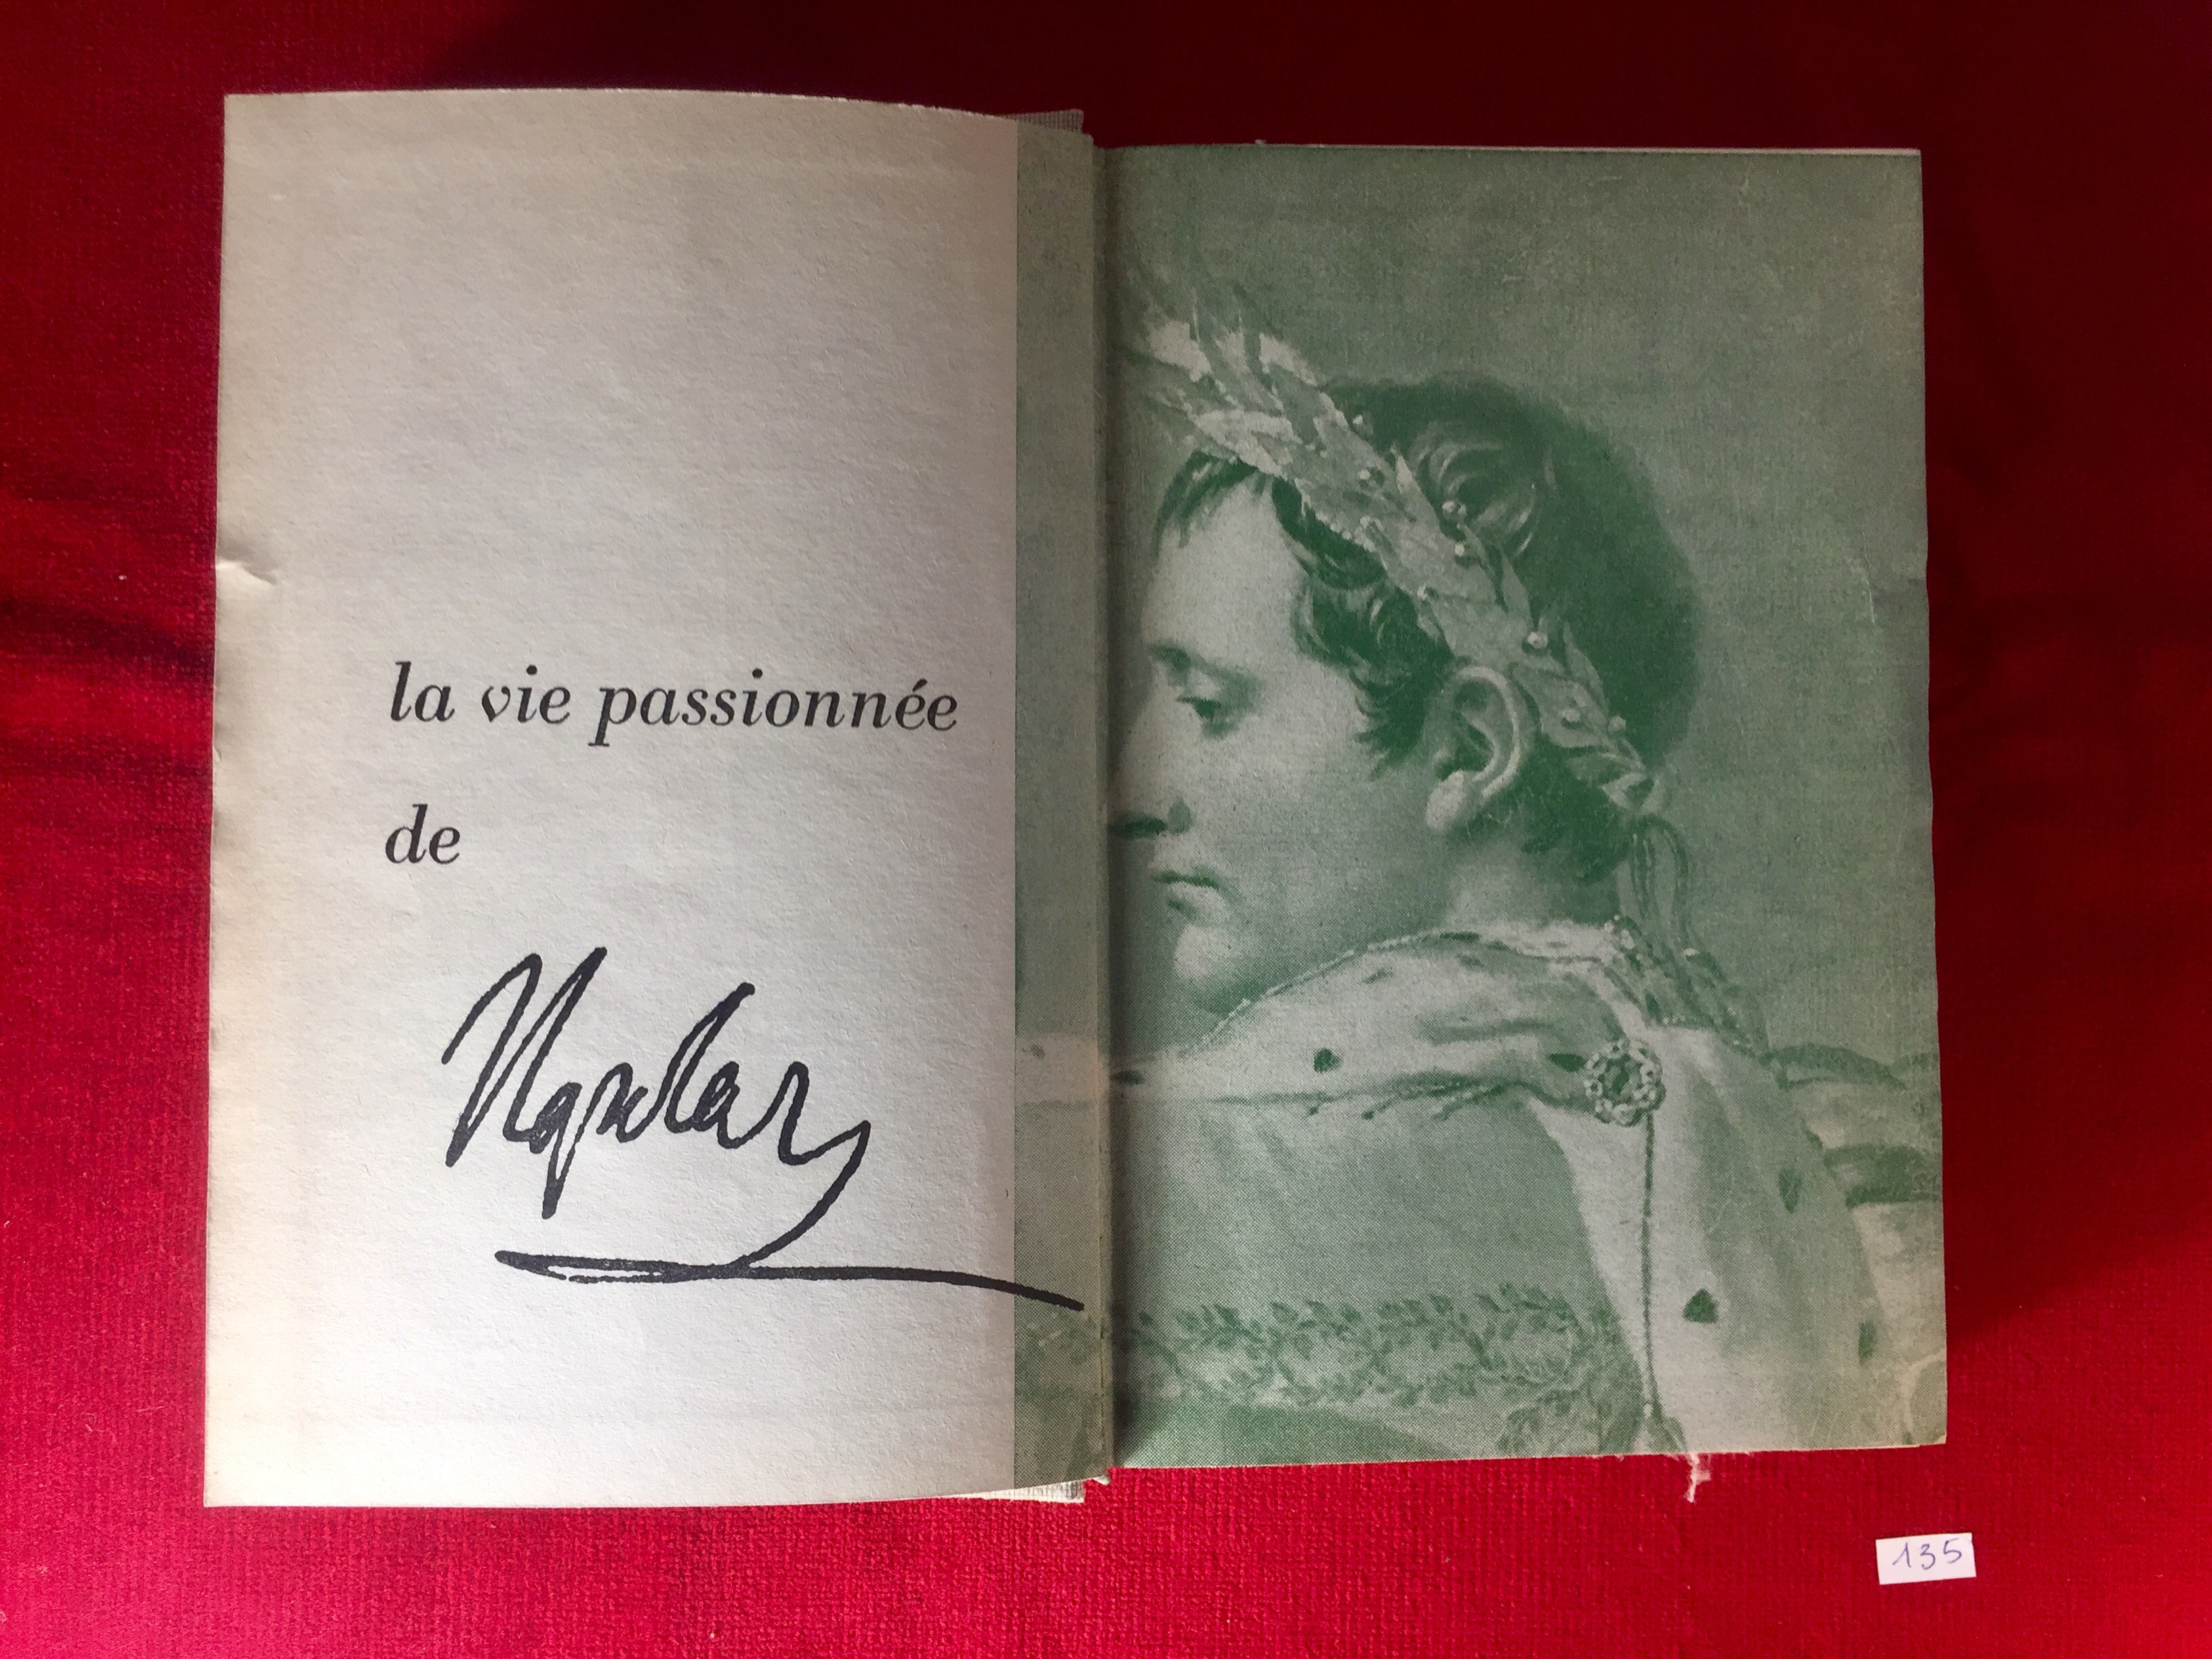 la vie passionnée
de
Napoleon
135